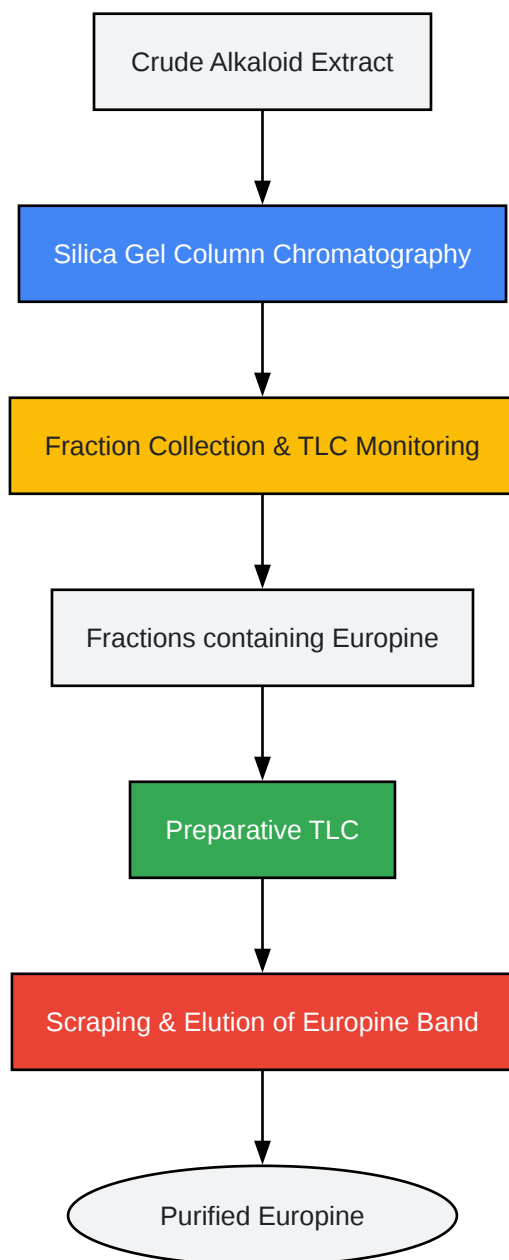 Crude Alkaloid Extract
Silica Gel Column Chromatography
Fraction Collection & TLC Monitoring
Fractions containing Europine
Preparative TLC
Scraping & Elution of Europine Band
Purified Europine